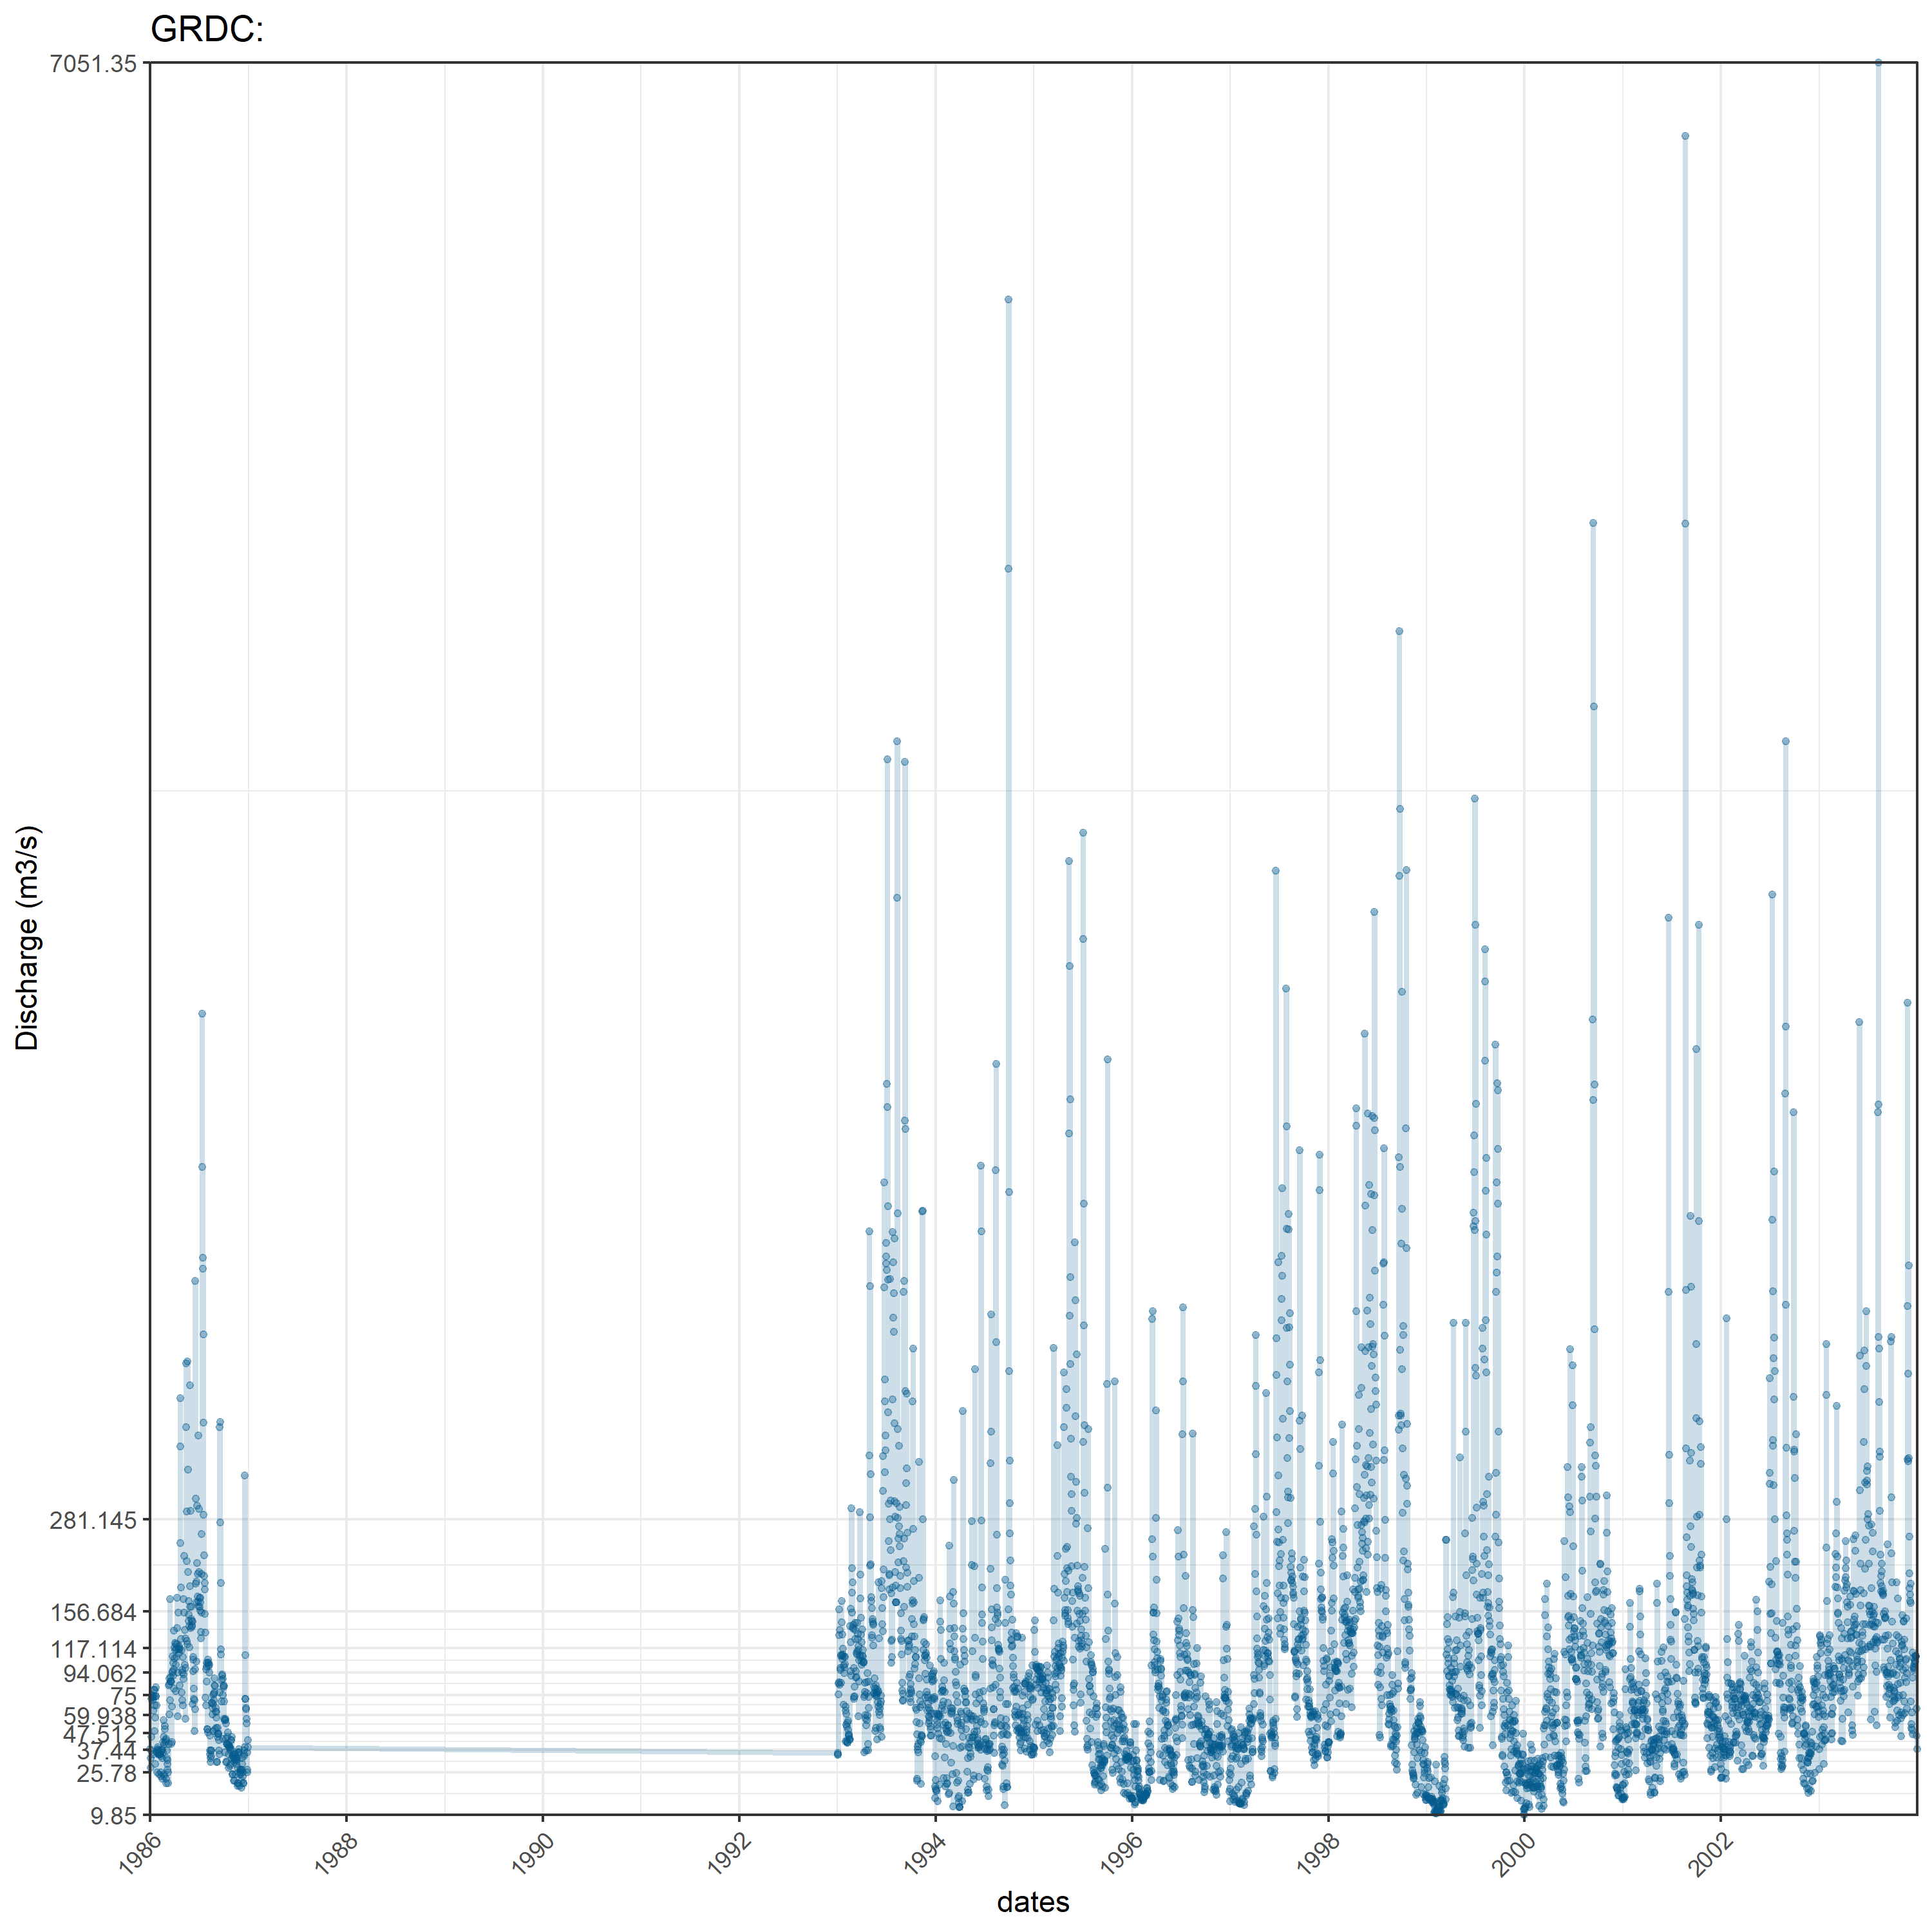 GRDC:
7051.35
281.145
156.684
117.114
94.062
75
59.938
47.512
37.44
25.78
9.85
Discharge (m3/s)
1986 1988 1990 1992 1994 1996 1998 2000 2002
dates